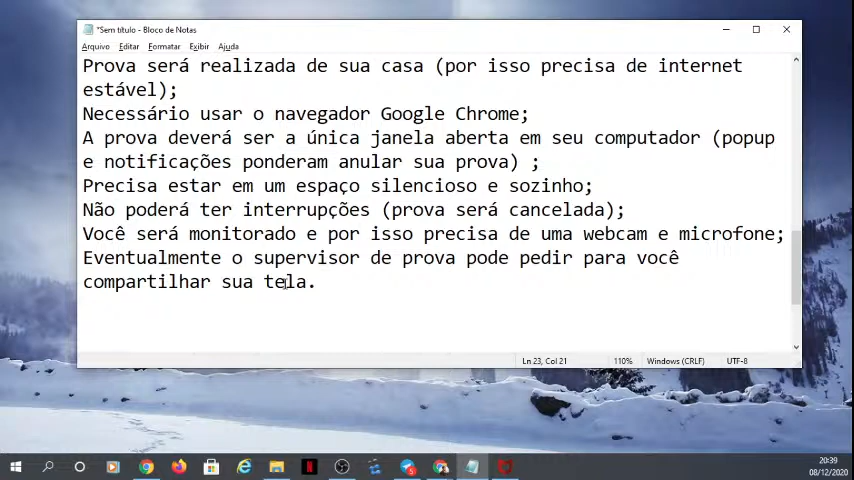 *Sem título - Bloco de Notas
Arquivo Editar Formatar Exibir Ajuda
Prova será realizada de sua casa (por isso precisa de internet
estável);
Necessário usar o navegador Google Chrome;
A prova deverá ser a única janela aberta em seu computador (popup
e notificações ponderam anular sua prova) ;
Precisa estar em um espaço silencioso e sozinho;
Não poderá ter interrupções (prova será cancelada);
Você será monitorado e por isso precisa de uma webcam e microfone;
Eventualmente o supervisor de prova pode pedir para você
compartilhar sua tela.
Ln 23, Col 21 110% Windows (CRLF) UTF-8
20:39
08/12/2020